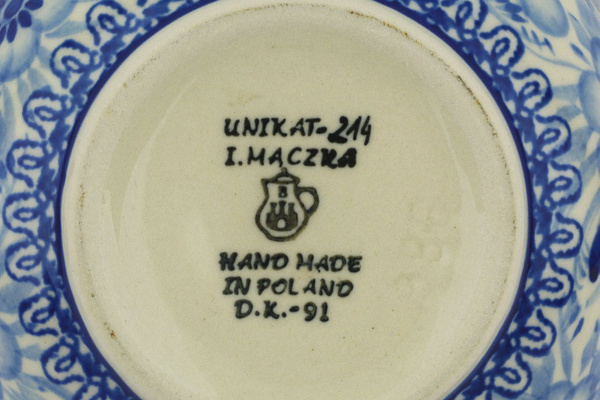 UNIKAT-214
I.MACZKA
B
HAND MADE
IN POLAND
D.K.-91